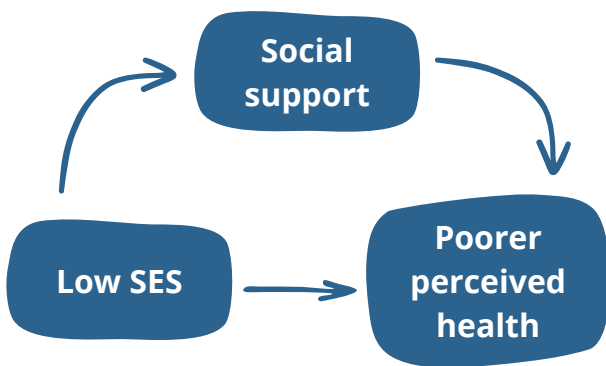 Social
support
Low SES
Poorer
perceived
health